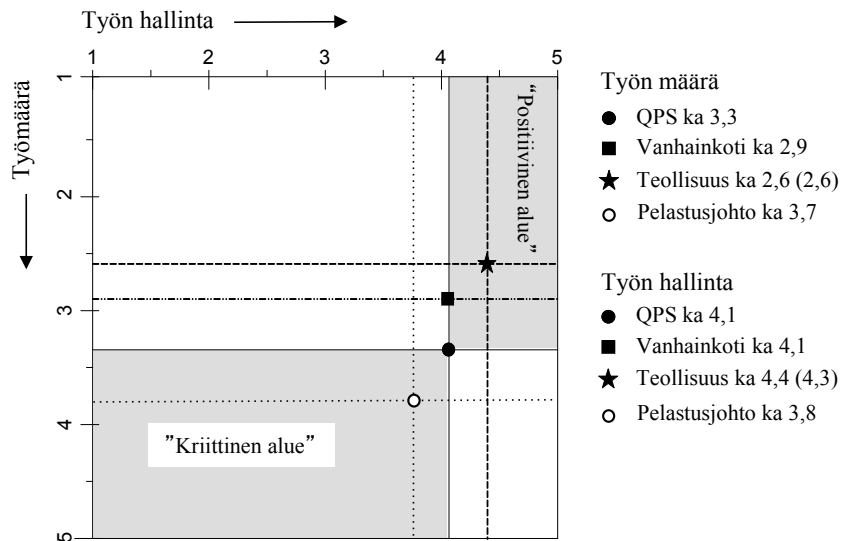 Työn hallinta
1 2 3 4 5
Työmäärä
1
2
3
4
5
“Positiivinen alue”
”Kriittinen alue”
Työn määrä
QPS ka 3,3
Vanhainkoti ka 2,9
Teollisuus ka 2,6 (2,6)
Pelastusjohto ka 3,7
Työn hallinta
QPS ka 4,1
Vanhainkoti ka 4,1
Teollisuus ka 4,4 (4,3)
Pelastusjohto ka 3,8